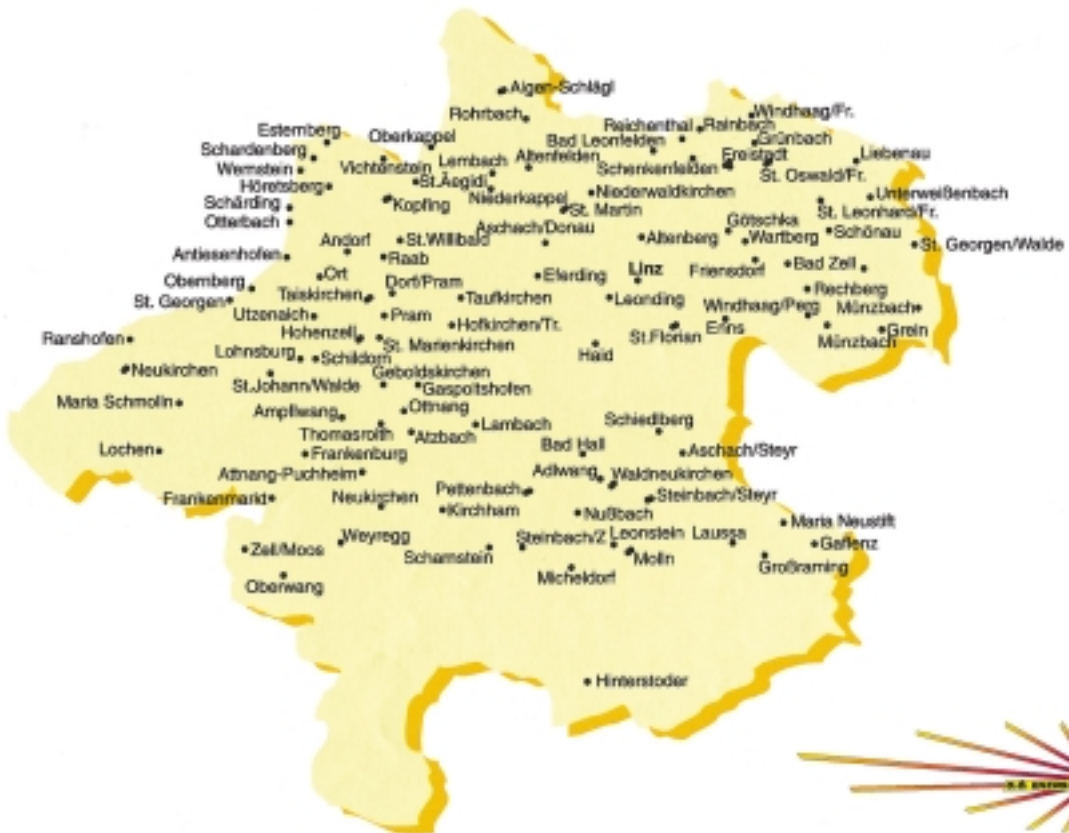 Aigen-Schlägl
Rohrbach
Windhaag/Fr.
Reichenthal
Rainbach
Esternberg
Oberkappel
Bad Leonfelden
Grünbach
Schardenberg
Vichtenstein
Lembach
Altenfelden
Schenkenfelden
Freistadt
Liebenau
Wernstein
St.Ägidi
St. Oswald/Fr.
Höretsberg
Niederkappel
Niederwaldkirchen
Unterweißenbach
Schärding
Kopfing
St. Martin
St. Leonhard/Fr.
Otterbach
Aschach/Donau
Götschka
Schönau
Andorf
St.Willibald
Altenberg
Wartberg
St. Georgen/Walde
Antiesenhofen
Raab
Linz
Friensdorf
Bad Zell
Obernberg
Ort
Dorf/Pram
Eferding
Rechberg
St. Georgen
Taiskirchen
Taufkirchen
Leonding
Windhaag/Perg
Münzbach
Utzenaich
Pram
Hofkirchen/Tr.
St.Florian
Enns
Grein
Ranshofen
Hohenzell
St. Marienkirchen
Haid
Münzbach
Lohnsburg
Schildorn
Neukirchen
Geboldskirchen
St.Johann/Walde
Gaspoltshofen
Maria Schmolln
Ampflwang
Ottnang
Schiedlberg
Thomasroith
Atzbach
Lambach
Bad Hall
Lochen
Frankenburg
Aschach/Steyr
Attnang-Puchheim
Adlwang
Waldneukirchen
Frankenmarkt
Neukirchen
Pettenbach
Steinbach/Steyr
Kirchham
Nußbach
Maria Neustift
Weyregg
Steinbach/Z
Leonstein
Laussa
Gaflenz
Zell/Moos
Scharnstein
Molln
Großraming
Oberwang
Micheldorf
Hinterstoder